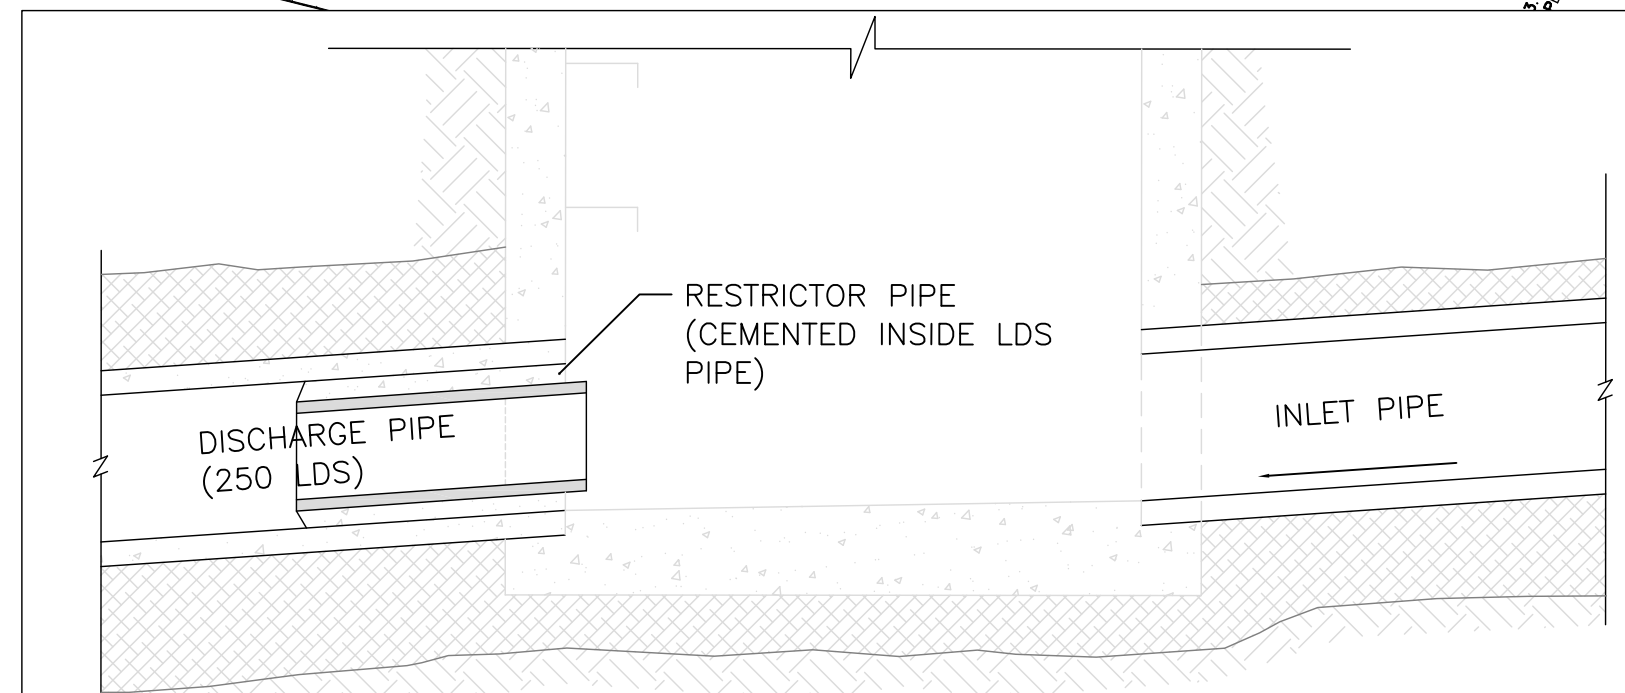 RESTRICTOR PIPE
(CEMENTED INSIDE LDS
PIPE)
DISCHARGE PIPE
(250 LDS)
INLET PIPE